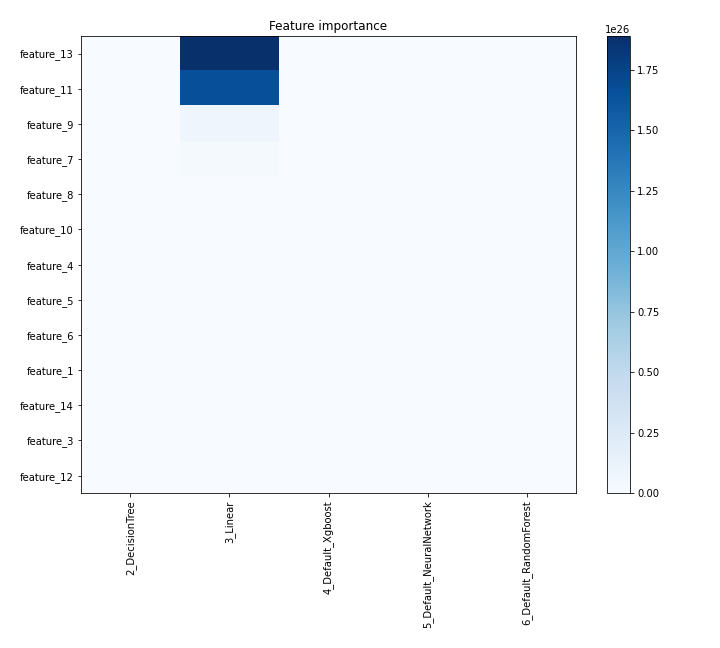 Feature importance
1e26
feature_13
feature_11
feature_9
feature_7
feature_8
feature_10
feature_4
feature_5
feature_6
feature_1
feature_14
feature_3
feature_12
1.75
1.50
1.25
1.00
0.75
0.50
0.25
0.00
2_DecisionTree
3_Linear
4_Default_Xgboost
5_Default_NeuralNetwork
6_Default_RandomForest